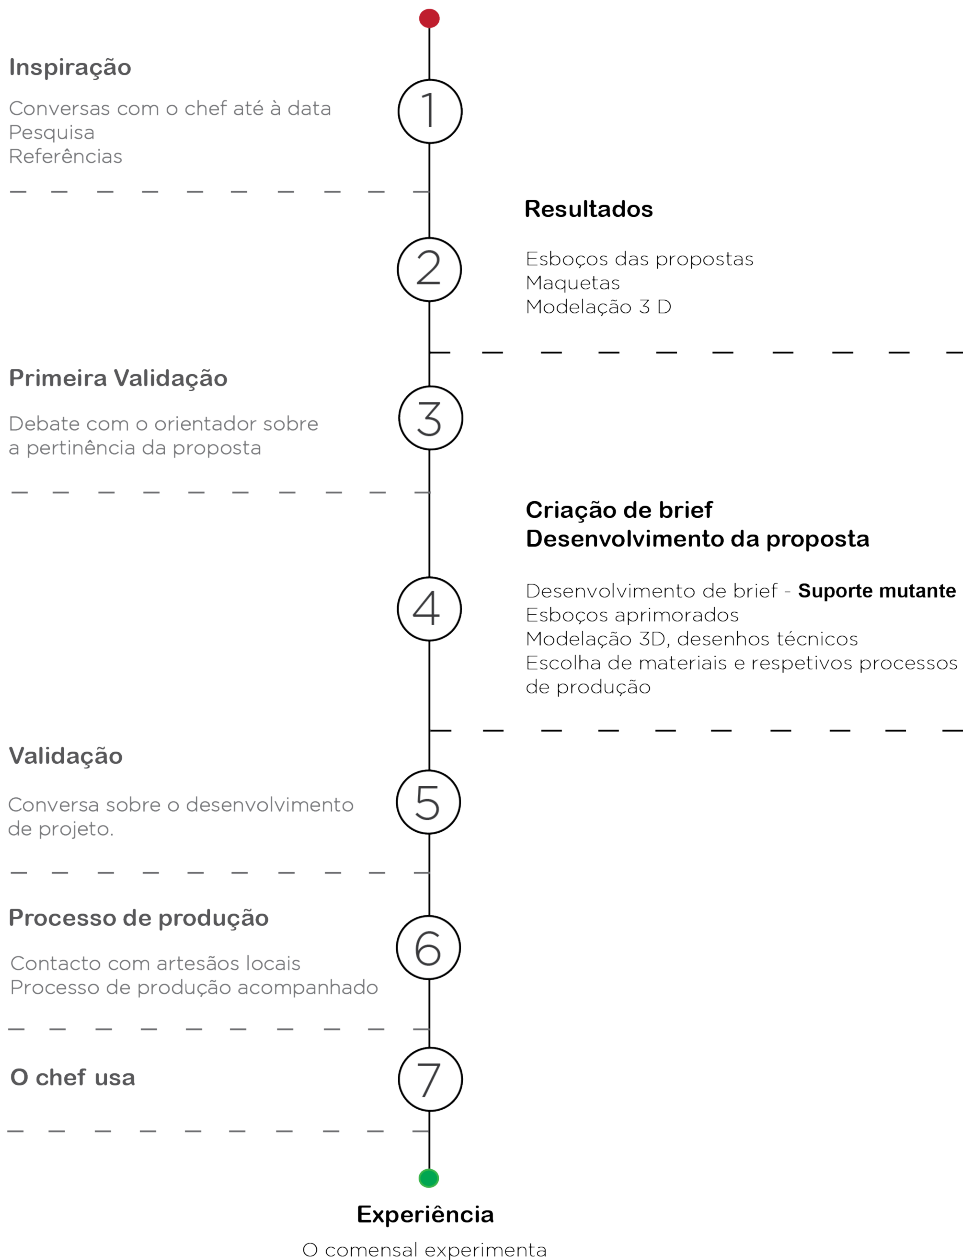 Inspiração
Conversas com o chef até à data
Pesquisa
Referências
1
Resultados
Esboços das propostas
Maquetas
Modelação 3 D
2
Primeira Validação
Debate com o orientador sobre
a pertinência da proposta
3
Criação de brief
Desenvolvimento da proposta
Desenvolvimento de brief - Suporte mutante
Esboços aprimorados
Modelação 3D, desenhos técnicos
Escolha de materiais e respetivos processos
de produção
4
Validação
Conversa sobre o desenvolvimento
de projeto.
5
Processo de produção
Contacto com artesãos locais
Processo de produção acompanhado
6
O chef usa
7
Experiência
O comensal experimenta